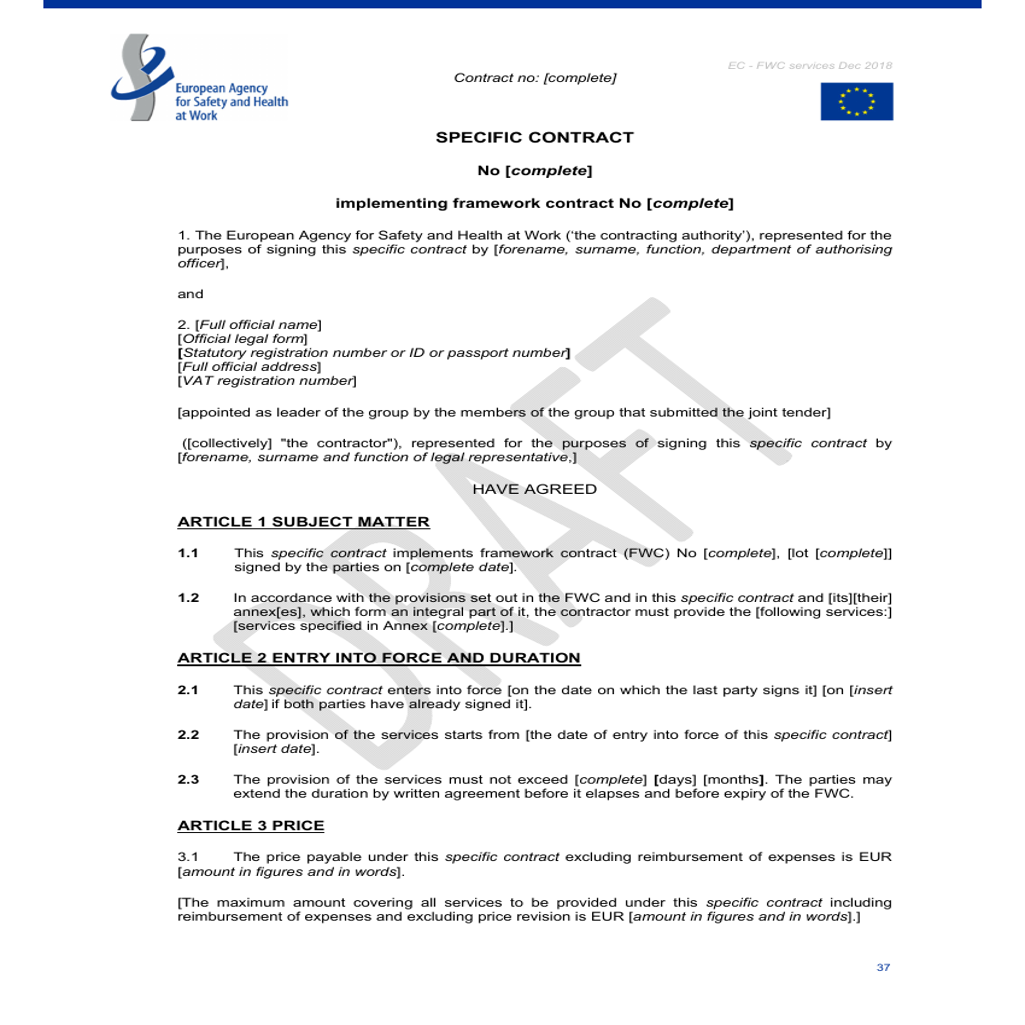 EC - FWC services Dec 2018
Contract no: [complete]
European Agency
for Safety and Health
at Work
SPECIFIC CONTRACT
No [complete]
implementing framework contract No [complete]
1. The European Agency for Safety and Health at Work (‘the contracting authority’), represented for the
purposes of signing this specific contract by [forename, surname, function, department of authorising
officer],
and
2. [Full official name]
[Official legal form]
[Statutory registration number or ID or passport number]
[Full official address]
[VAT registration number]
[appointed as leader of the group by the members of the group that submitted the joint tender]
([collectively] "the contractor"), represented for the purposes of signing this specific contract by
[forename, surname and function of legal representative,]
HAVE AGREED
ARTICLE 1 SUBJECT MATTER
1.1 This specific contract implements framework contract (FWC) No [complete], [lot [complete]]
signed by the parties on [complete date].
1.2 In accordance with the provisions set out in the FWC and in this specific contract and [its][their]
annex[es], which form an integral part of it, the contractor must provide the [following services:]
[services specified in Annex [complete].]
ARTICLE 2 ENTRY INTO FORCE AND DURATION
2.1 This specific contract enters into force [on the date on which the last party signs it] [on [insert
date] if both parties have already signed it].
2.2 The provision of the services starts from [the date of entry into force of this specific contract]
[insert date].
2.3 The provision of the services must not exceed [complete] [days] [months]. The parties may
extend the duration by written agreement before it elapses and before expiry of the FWC.
ARTICLE 3 PRICE
3.1 The price payable under this specific contract excluding reimbursement of expenses is EUR
[amount in figures and in words].
[The maximum amount covering all services to be provided under this specific contract including
reimbursement of expenses and excluding price revision is EUR [amount in figures and in words].]
37
DRAFT